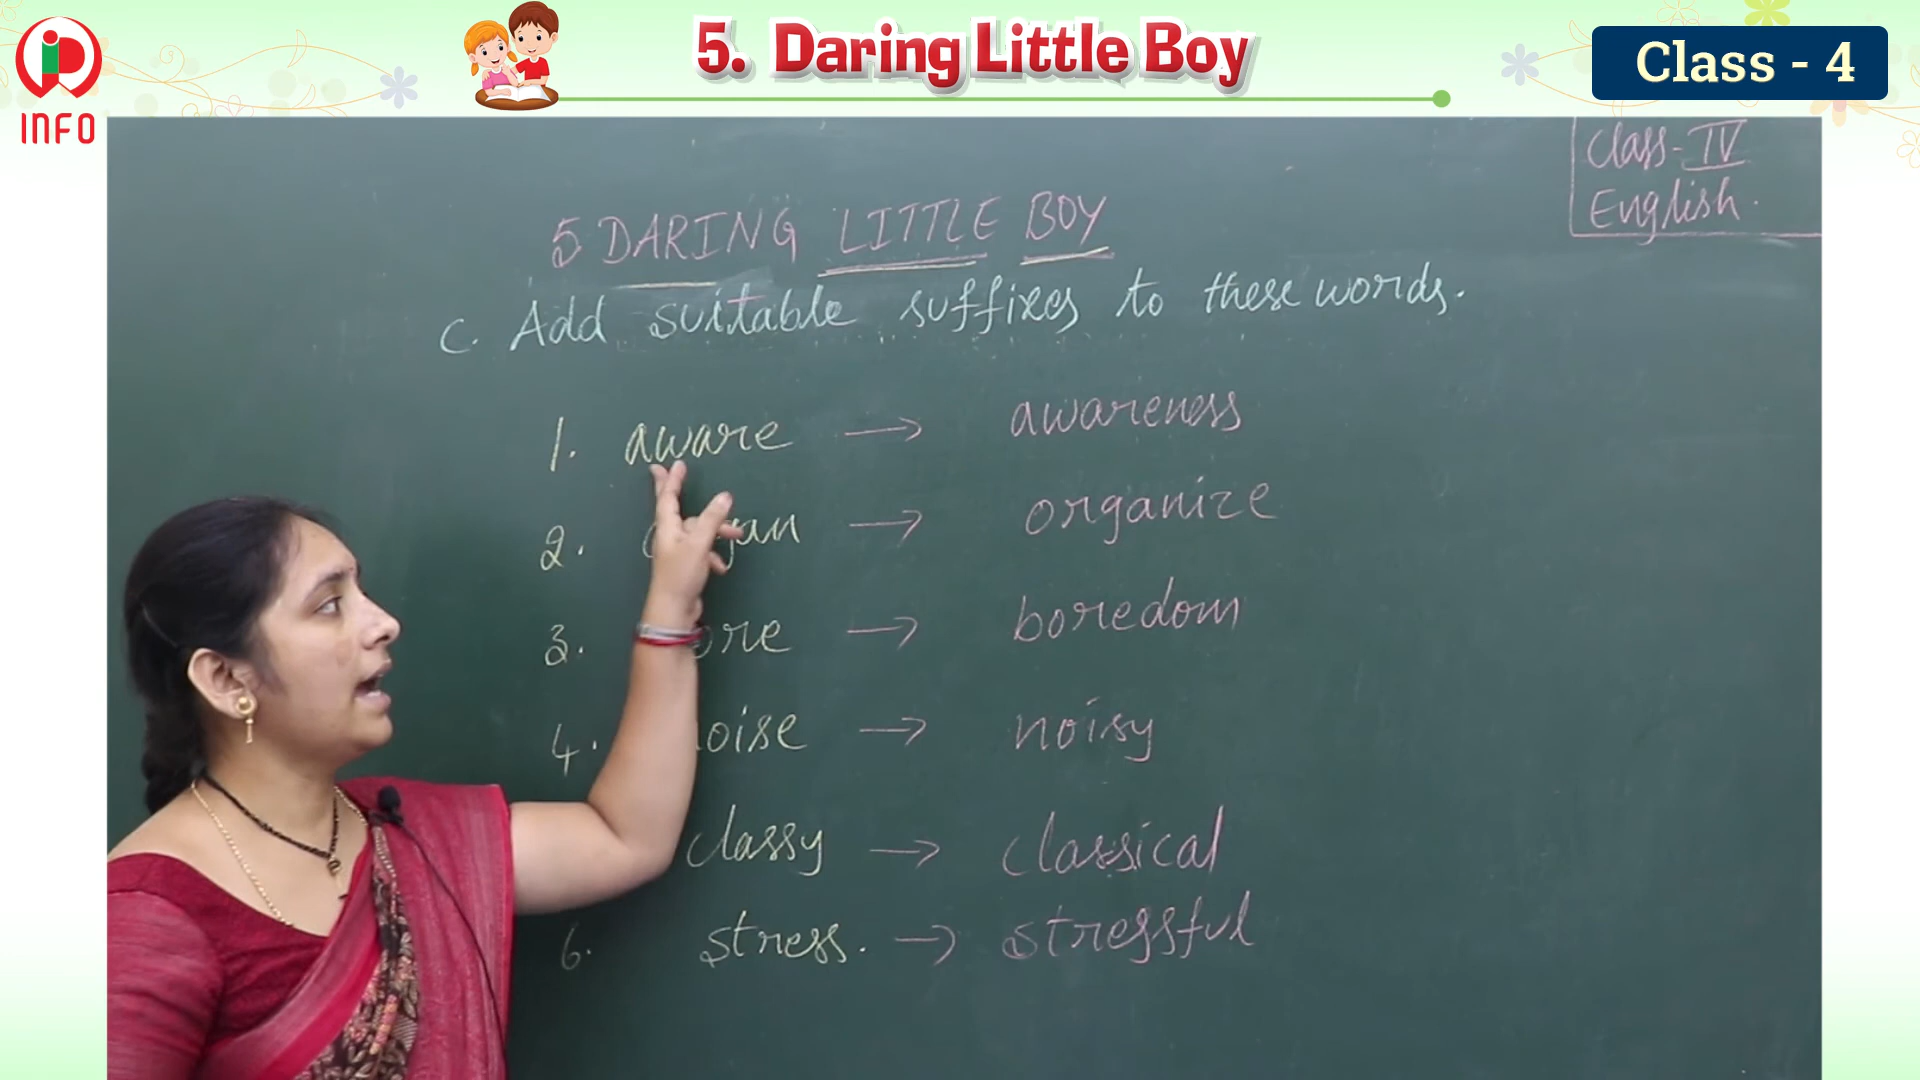 INFO
5. Daring Little Boy
Class - 4
Class - IV
English.
5. DARING LITTLE BOY
C. Add suitable suffixes to these words.
1. aware → awareness
2. → organize
3. → boredom
4. → noisy
classy → classical
6. stress. → stressful